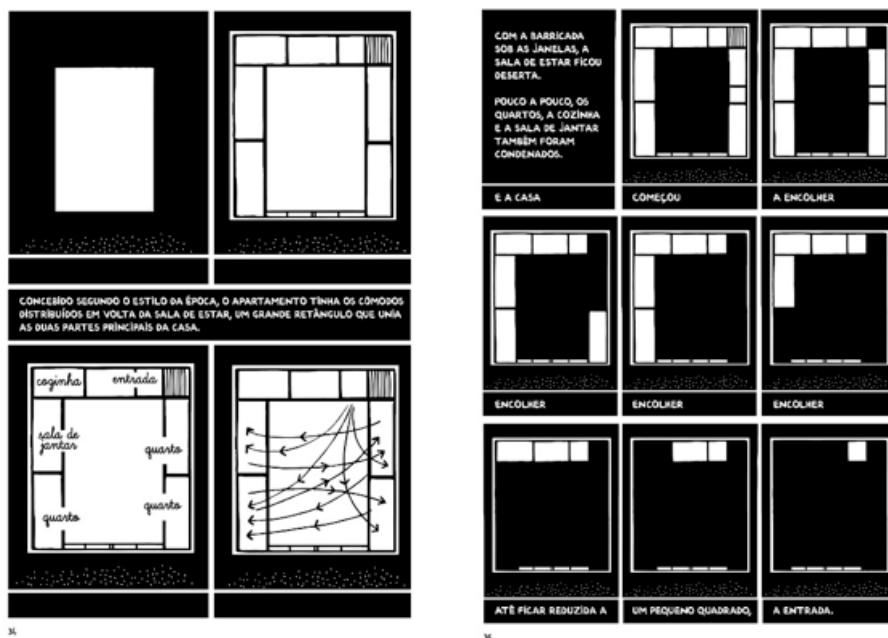 CONCEBIDO SEGUNDO O ESTILO DA ÉPOCA, O APARTAMENTO TINHA OS CÔMODOS
DISTRIBUÍDOS EM VOLTA DA SALA DE ESTAR, UM GRANDE RETÂNGULO QUE UNIA
AS DUAS PARTES PRINCIPAIS DA CASA.
cozinha entrada
sala de
jantar
quarto
quarto
quarto
34
COM A BARRICADA
SOB AS JANELAS, A
SALA DE ESTAR FICOU
DESERTA.
POUCO A POUCO, OS
QUARTOS, A COZINHA
E A SALA DE JANTAR
TAMBÉM FORAM
CONDENADOS.
E A CASA
COMEÇOU
A ENCOLHER
ENCOLHER
ENCOLHER
ENCOLHER
ATÉ FICAR REDUZIDA A
UM PEQUENO QUADRADO,
A ENTRADA.